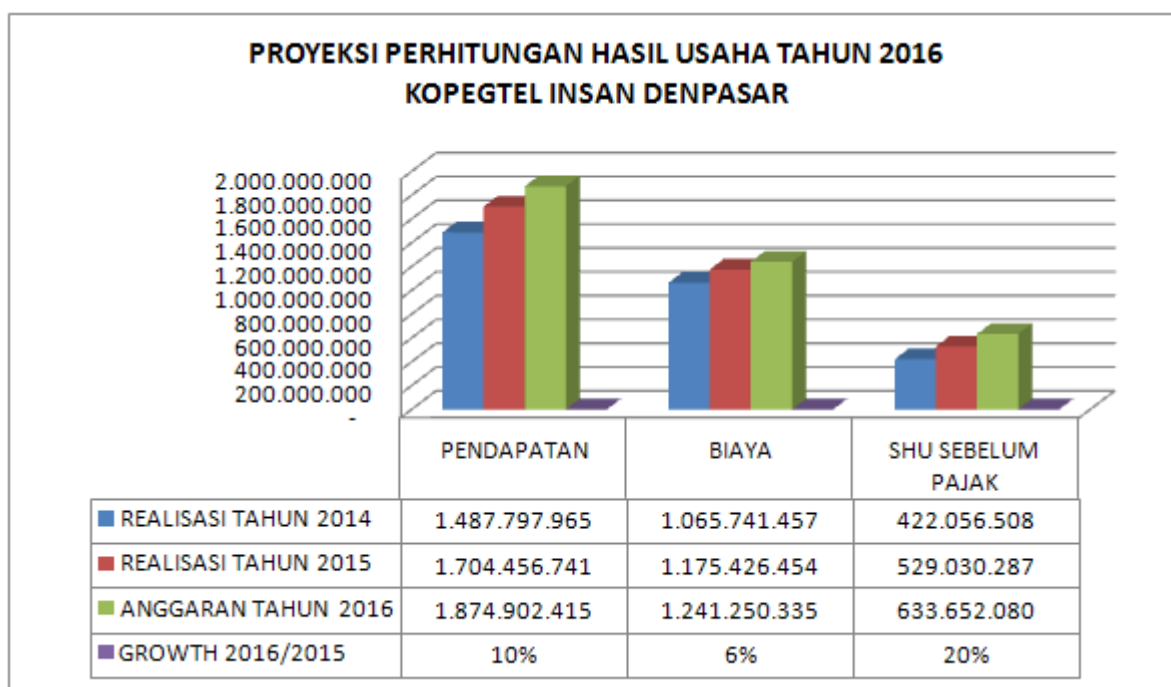 PROYEKSI PERHITUNGAN HASIL USAHA TAHUN 2016
KOPEGTEL INSAN DENPASAR
2.000.000.000
1.800.000.000
1.600.000.000
1.400.000.000
1.200.000.000
1.000.000.000
800.000.000
600.000.000
400.000.000
200.000.000
-
PENDAPATAN BIAYA SHU SEBELUM
PAJAK
REALISASI TAHUN 2014 1.487.797.965 1.065.741.457 422.056.508
REALISASI TAHUN 2015 1.704.456.741 1.175.426.454 529.030.287
ANGGARAN TAHUN 2016 1.874.902.415 1.241.250.335 633.652.080
GROWTH 2016/2015 10% 6% 20%